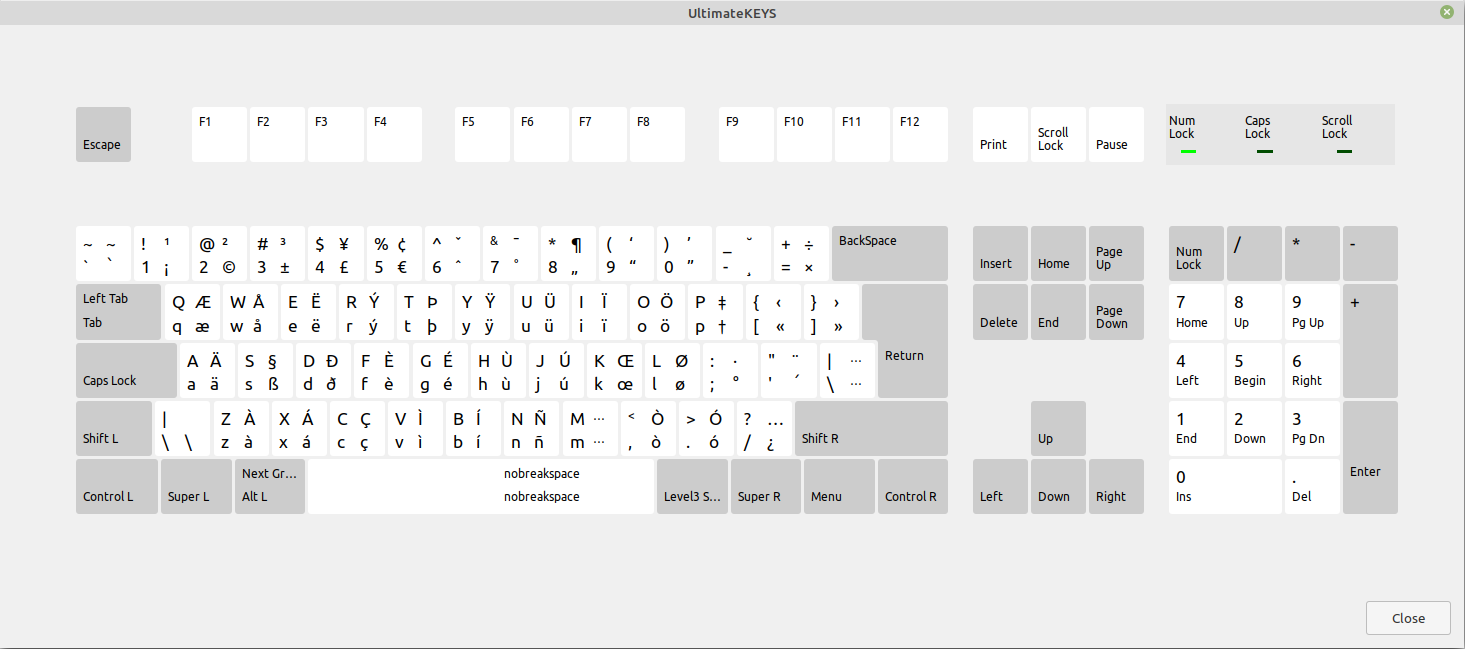 UltimateKEYS
Escape F1 F2 F3 F4 F5 F6 F7 F8 F9 F10 F11 F12 Print Scroll Lock Pause Num Lock Caps Lock Scroll Lock
~ ~ ! ¹ @ ² # ³ $ ¥ % ¢ ^ ˇ & ¯ * ¶ ( ‘ ) ’ _ ˘ + ÷ BackSpace
` ` 1 ¡ 2 © 3 ± 4 £ 5 € 6 ˆ 7 ° 8 „ 9 “ 0 ” - ¸ = ×
Insert Home Page Up Num Lock / * -
Left Tab Q Æ W Å E Ë R Ý T Þ Y Ÿ U Ü I Ï O Ö P ‡ { ‹ } ›
Tab q æ w å e ë r ý t þ y ÿ u ü i ï o ö p † [ « ] »
Return
Delete End Page Down 7 Home 8 Up 9 Pg Up +
A Ä S § D Ð F È G É H Ù J Ú K Œ L Ø : · " ¨ | ...
Caps Lock a ä s ß d ð f è g é h ù j ú k œ l ø ; ° ' ´ \ ...
4 Left 5 Begin 6 Right
| Z À X Á C Ç V Ì B Í N Ñ M ... < Ò > Ó ? …
Shift L \ \ z à x á c ç v ì b í n ñ m ... , ò . ó / ¿ Shift R
Up 1 End 2 Down 3 Pg Dn Enter
Next Gr... nobreakspace
Control L Super L Alt L nobreakspace Level3 S... Super R Menu Control R
Left Down Right 0 Ins . Del
Close